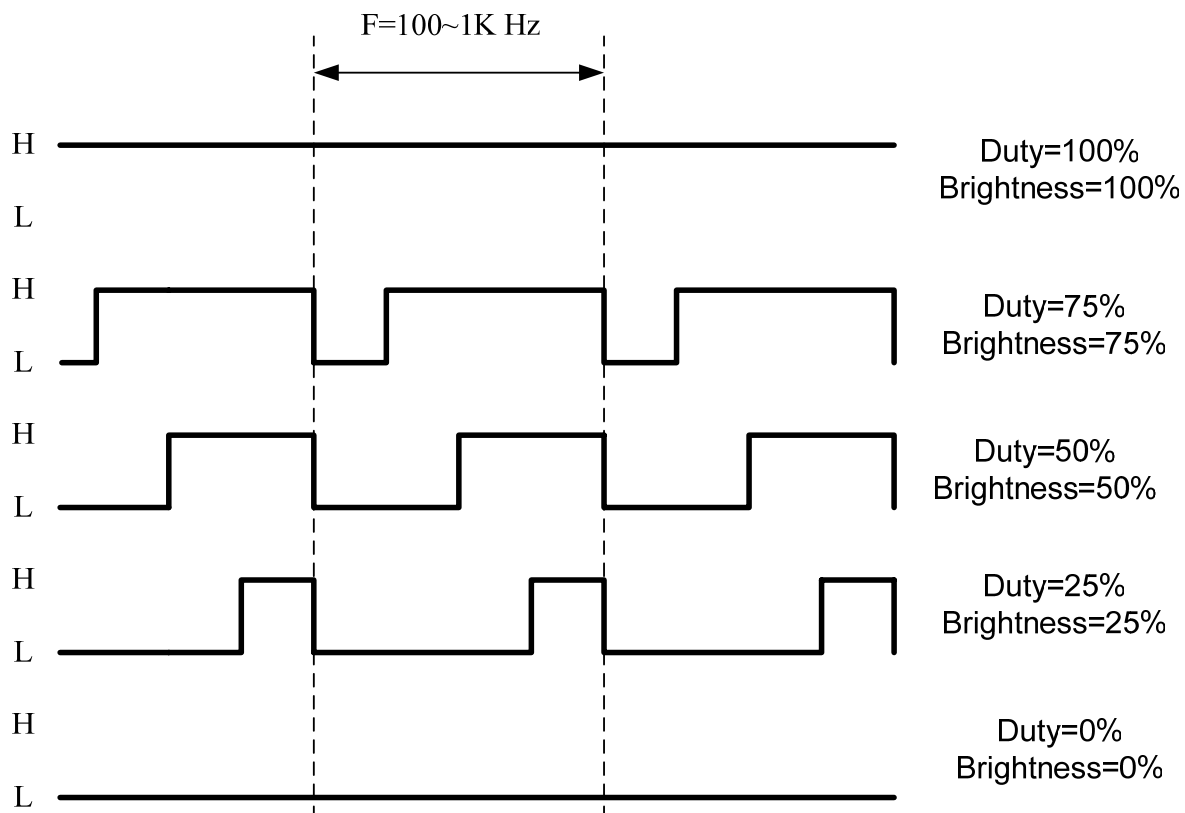 F=100~1K Hz
H
Duty=100%
Brightness=100%
L
H
Duty=75%
Brightness=75%
L
H
Duty=50%
Brightness=50%
L
H
Duty=25%
Brightness=25%
L
H
Duty=0%
Brightness=0%
L